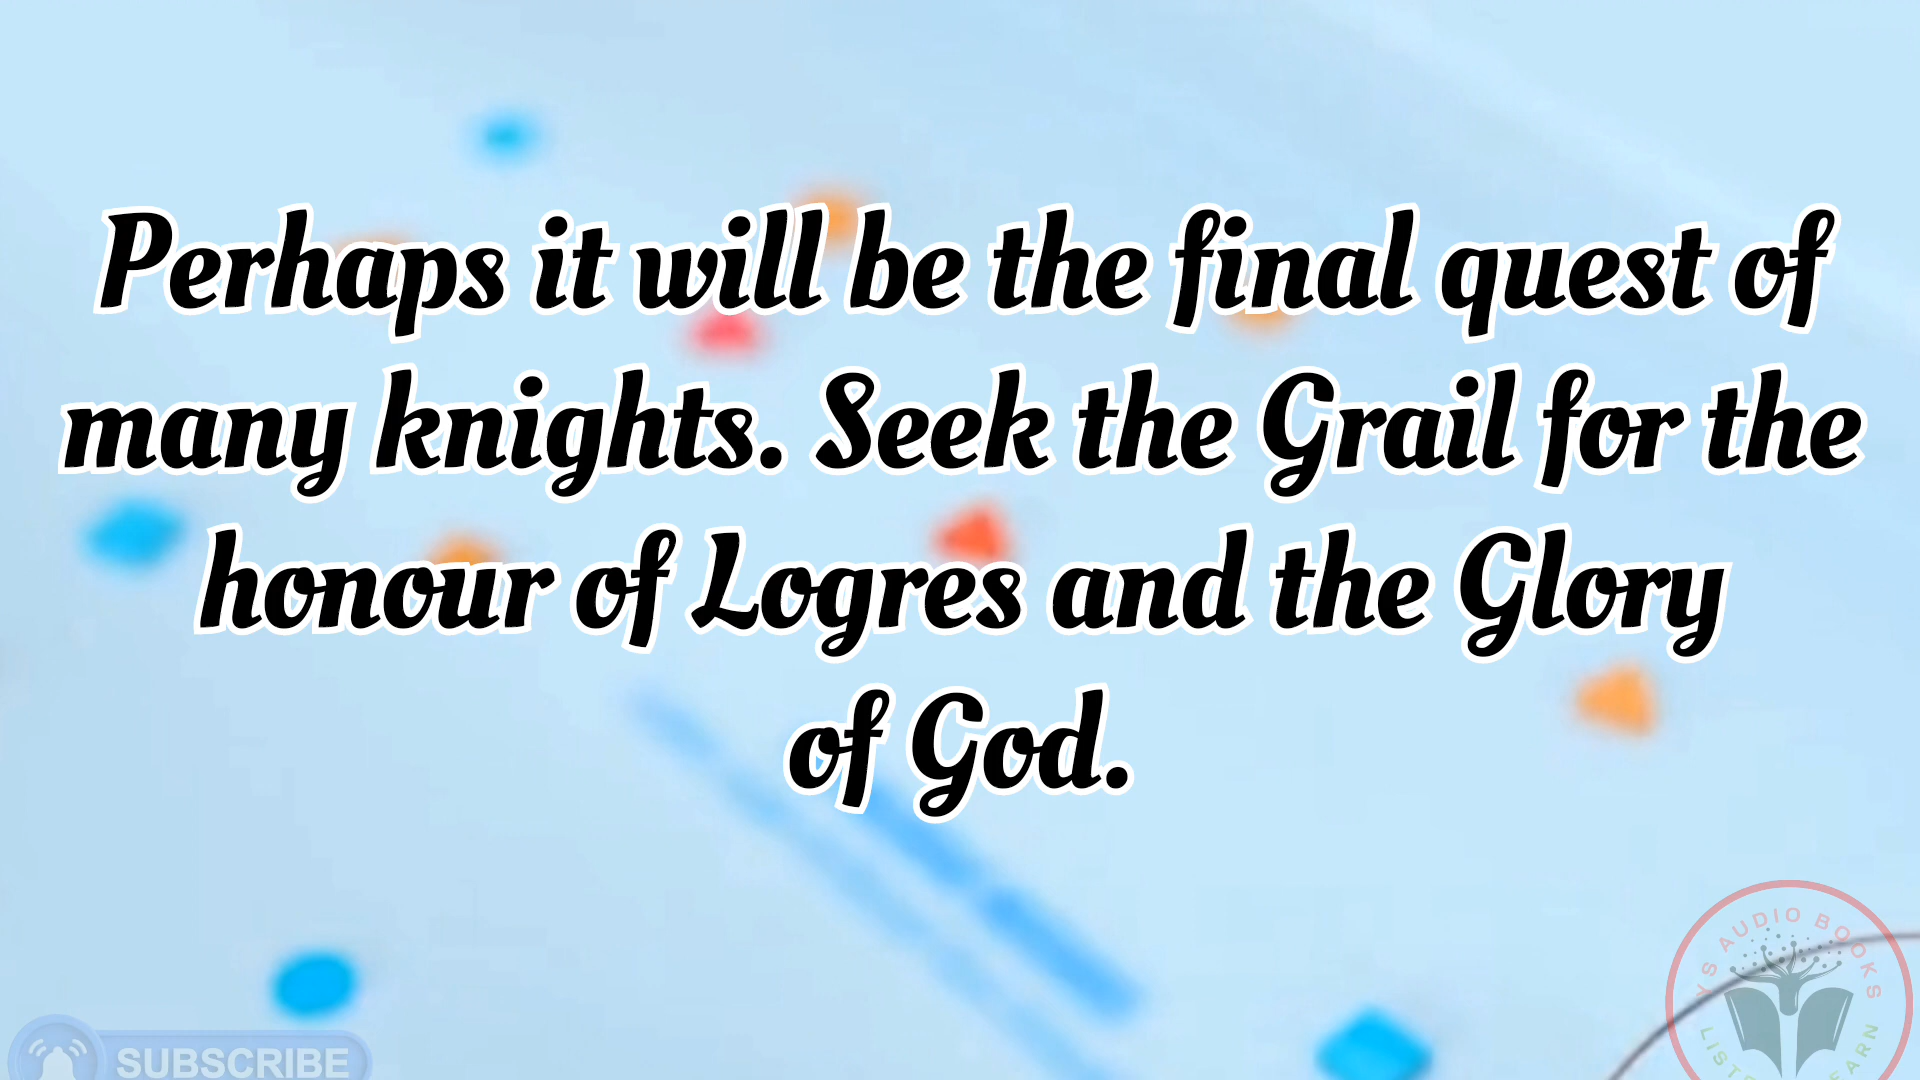 Perhaps it will be the final quest of
many knights. Seek the Grail for the
honour of Logres and the Glory
of God.
SUBSCRIBE
YS AUDIO BOOKS